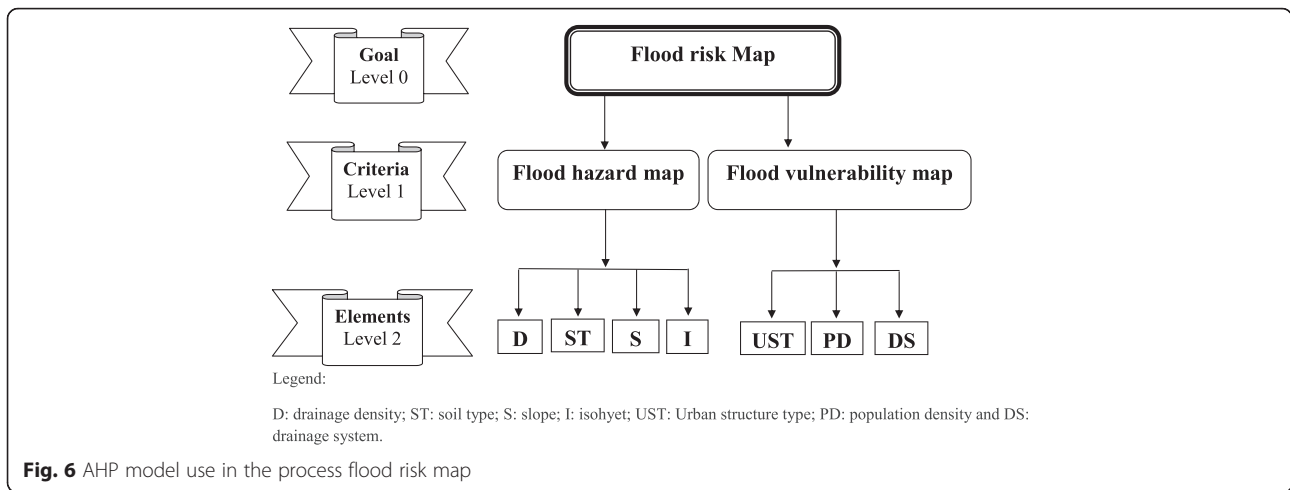 Goal
Level 0
Flood risk Map
Criteria
Level 1
Flood hazard map
Flood vulnerability map
Elements
Level 2
D
ST
S
I
UST
PD
DS
Legend:
D: drainage density; ST: soil type; S: slope; I: isohyet; UST: Urban structure type; PD: population density and DS:
drainage system.
Fig. 6 AHP model use in the process flood risk map